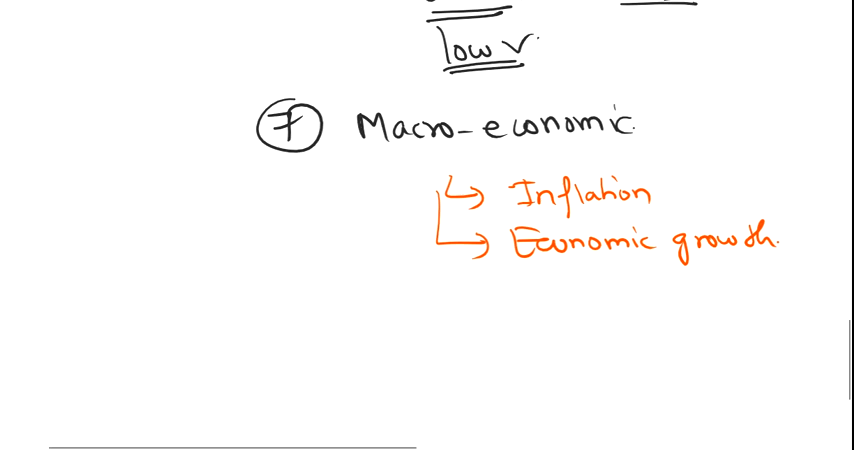 low ✓
⑦ Macro-economic
↳ Inflation
↳ Economic growth.